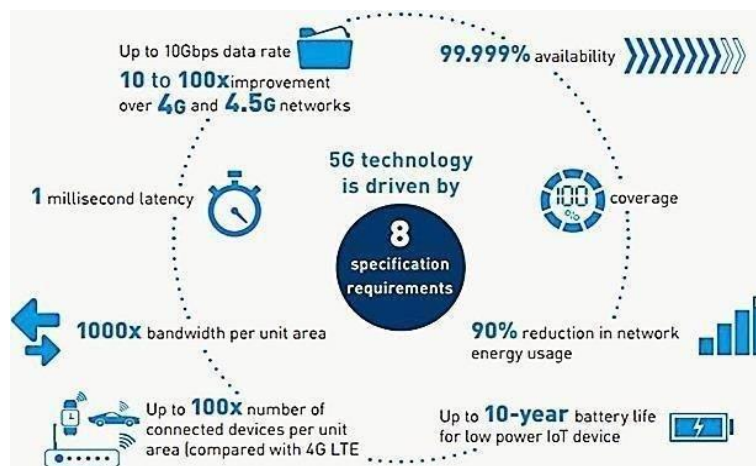 Up to 10Gbps data rate
10 to 100x improvement
over 4G and 4.5G networks
99.999% availability
5G technology
is driven by
8
specification
requirements
1 millisecond latency
100
%
coverage
1000x bandwidth per unit area
90% reduction in network
energy usage
Up to 100x number of
connected devices per unit
area (compared with 4G LTE
Up to 10-year battery life
for low power IoT device